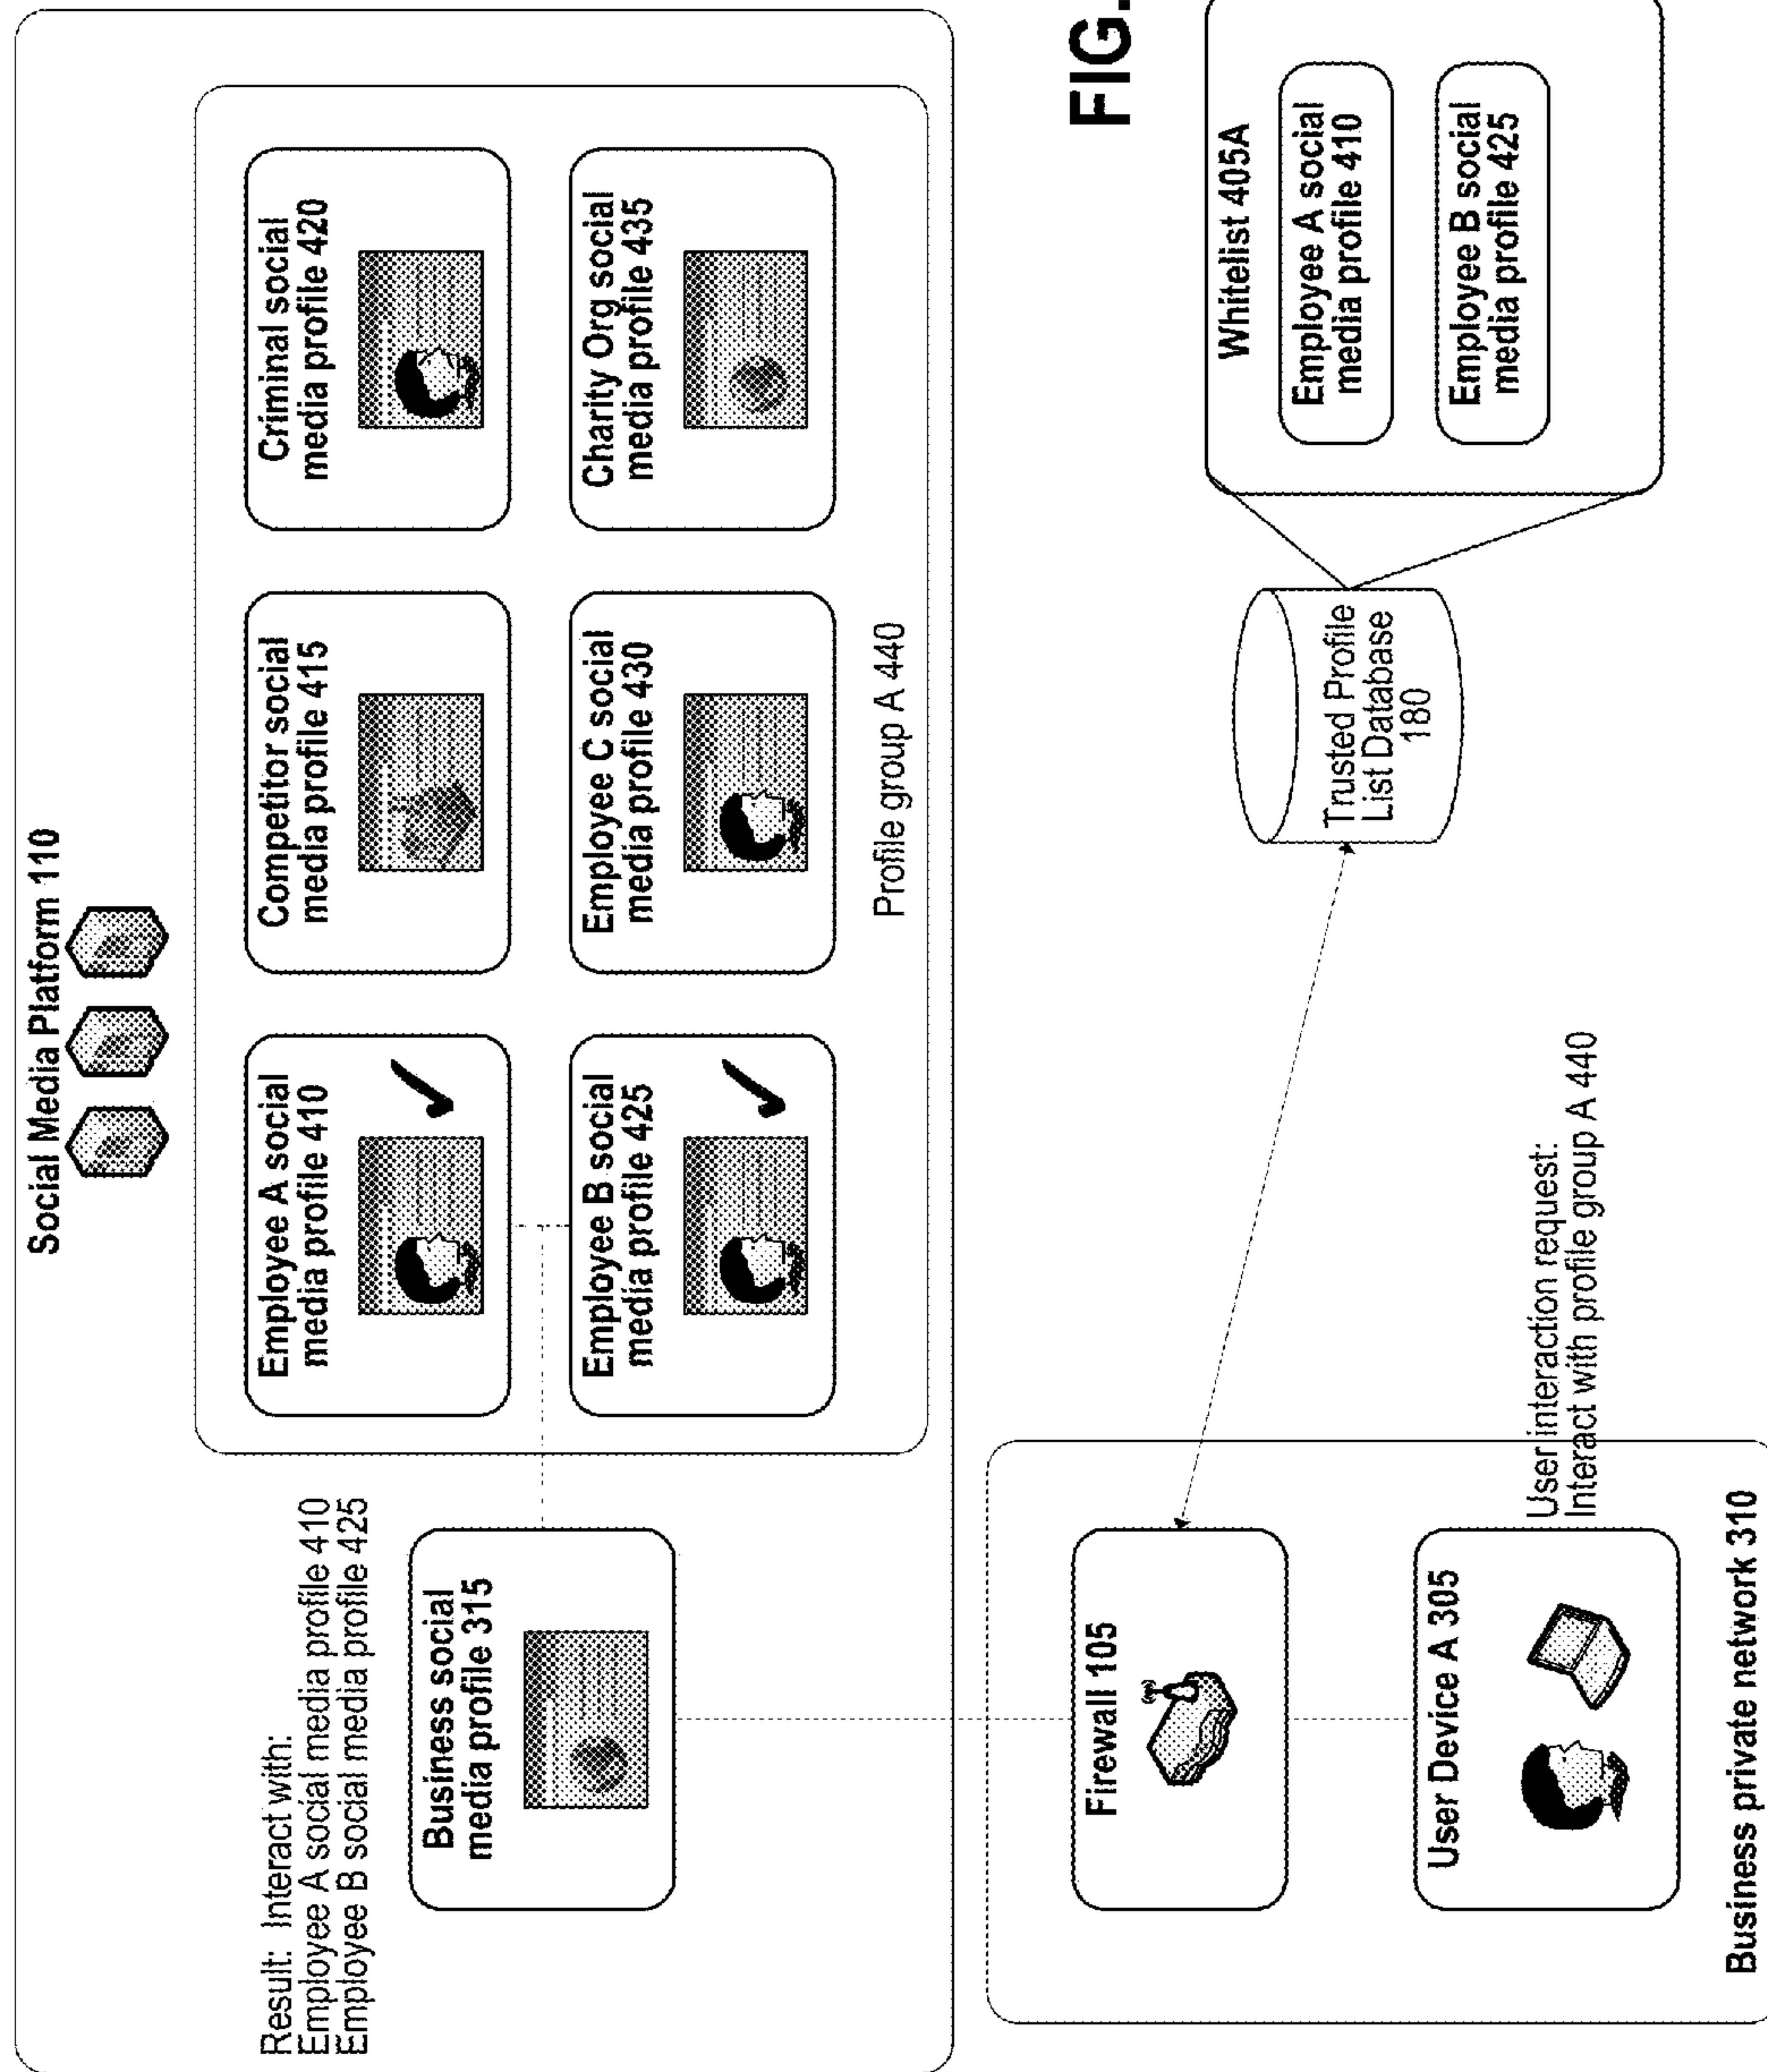 Social Media Platform 110
Result: Interact with:
Employee A social media profile 410
Employee B social media profile 425
Business social
media profile 315
Employee A social
media profile 410
Competitor social
media profile 415
Criminal social
media profile 420
Employee B social
media profile 425
Employee C social
media profile 430
Charity Org social
media profile 435
Profile group A 440
Firewall 105
User Device A 305
Business private network 310
User interaction request:
Interact with profile group A 440
Trusted Profile
List Database
180
FIG.
Whitelist 405A
Employee A social
media profile 410
Employee B social
media profile 425